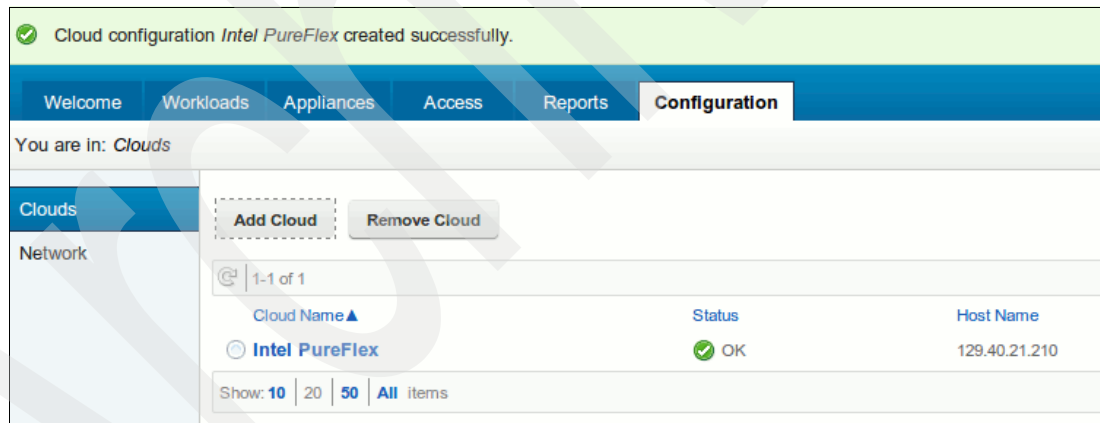 Cloud configuration Intel PureFlex created successfully.
Welcome Workloads Appliances Access Reports Configuration
You are in: Clouds
Clouds
Network
Add Cloud Remove Cloud
1-1 of 1
Cloud Name▲ Status Host Name
Intel PureFlex OK 129.40.21.210
Show: 10 | 20 | 50 | All items